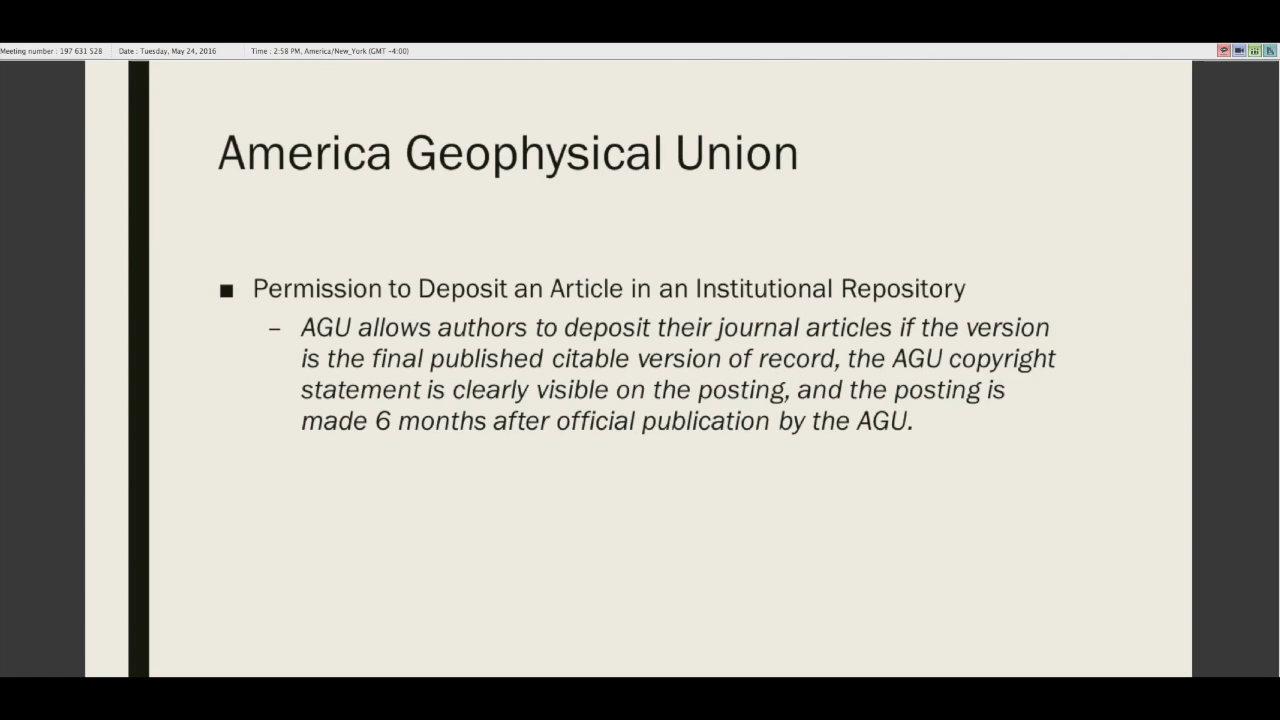 Meeting number : 197 631 528 Date : Tuesday, May 24, 2016 Time : 2:58 PM, America/New_York (GMT -4:00)
America Geophysical Union
■ Permission to Deposit an Article in an Institutional Repository
– AGU allows authors to deposit their journal articles if the version
is the final published citable version of record, the AGU copyright
statement is clearly visible on the posting, and the posting is
made 6 months after official publication by the AGU.